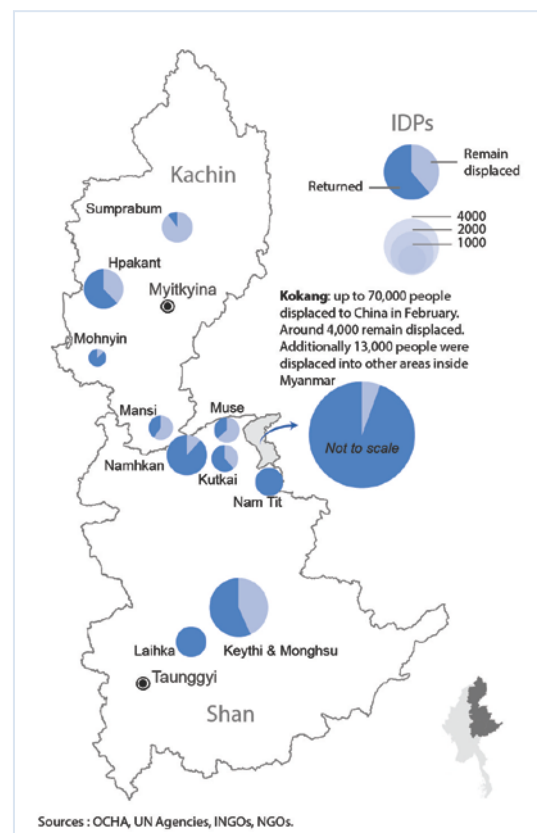 IDPs
Remain
displaced
Returned
4000
2000
1000
Kachin
Sumprabum
Hpakant
Myitkyina
Mohnyin
Kokang: up to 70,000 people
displaced to China in February.
Around 4,000 remain displaced.
Additionally 13,000 people were
displaced into other areas inside
Myanmar
Not to scale
Mansi
Muse
Namhkan
Kutkai
Nam Tit
Laihka
Keythi & Monghsu
Taunggyi
Shan
Sources : OCHA, UN Agencies, INGOs, NGOs.